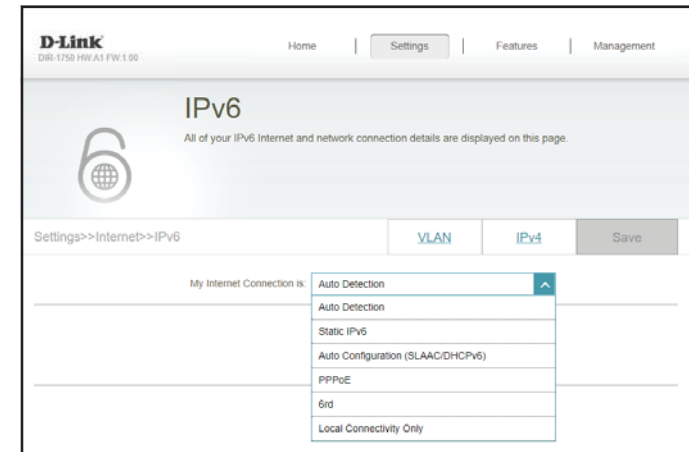 D-Link
DIR-1750 HW:A1 FW:1.00
Home | Settings | Features | Management
IPv6
All of your IPv6 Internet and network connection details are displayed on this page.
Settings>>Internet>>IPv6
VLAN
IPv4
Save
My Internet Connection is: Auto Detection
Auto Detection
Static IPv6
Auto Configuration (SLAAC/DHCPv6)
PPPoE
6rd
Local Connectivity Only